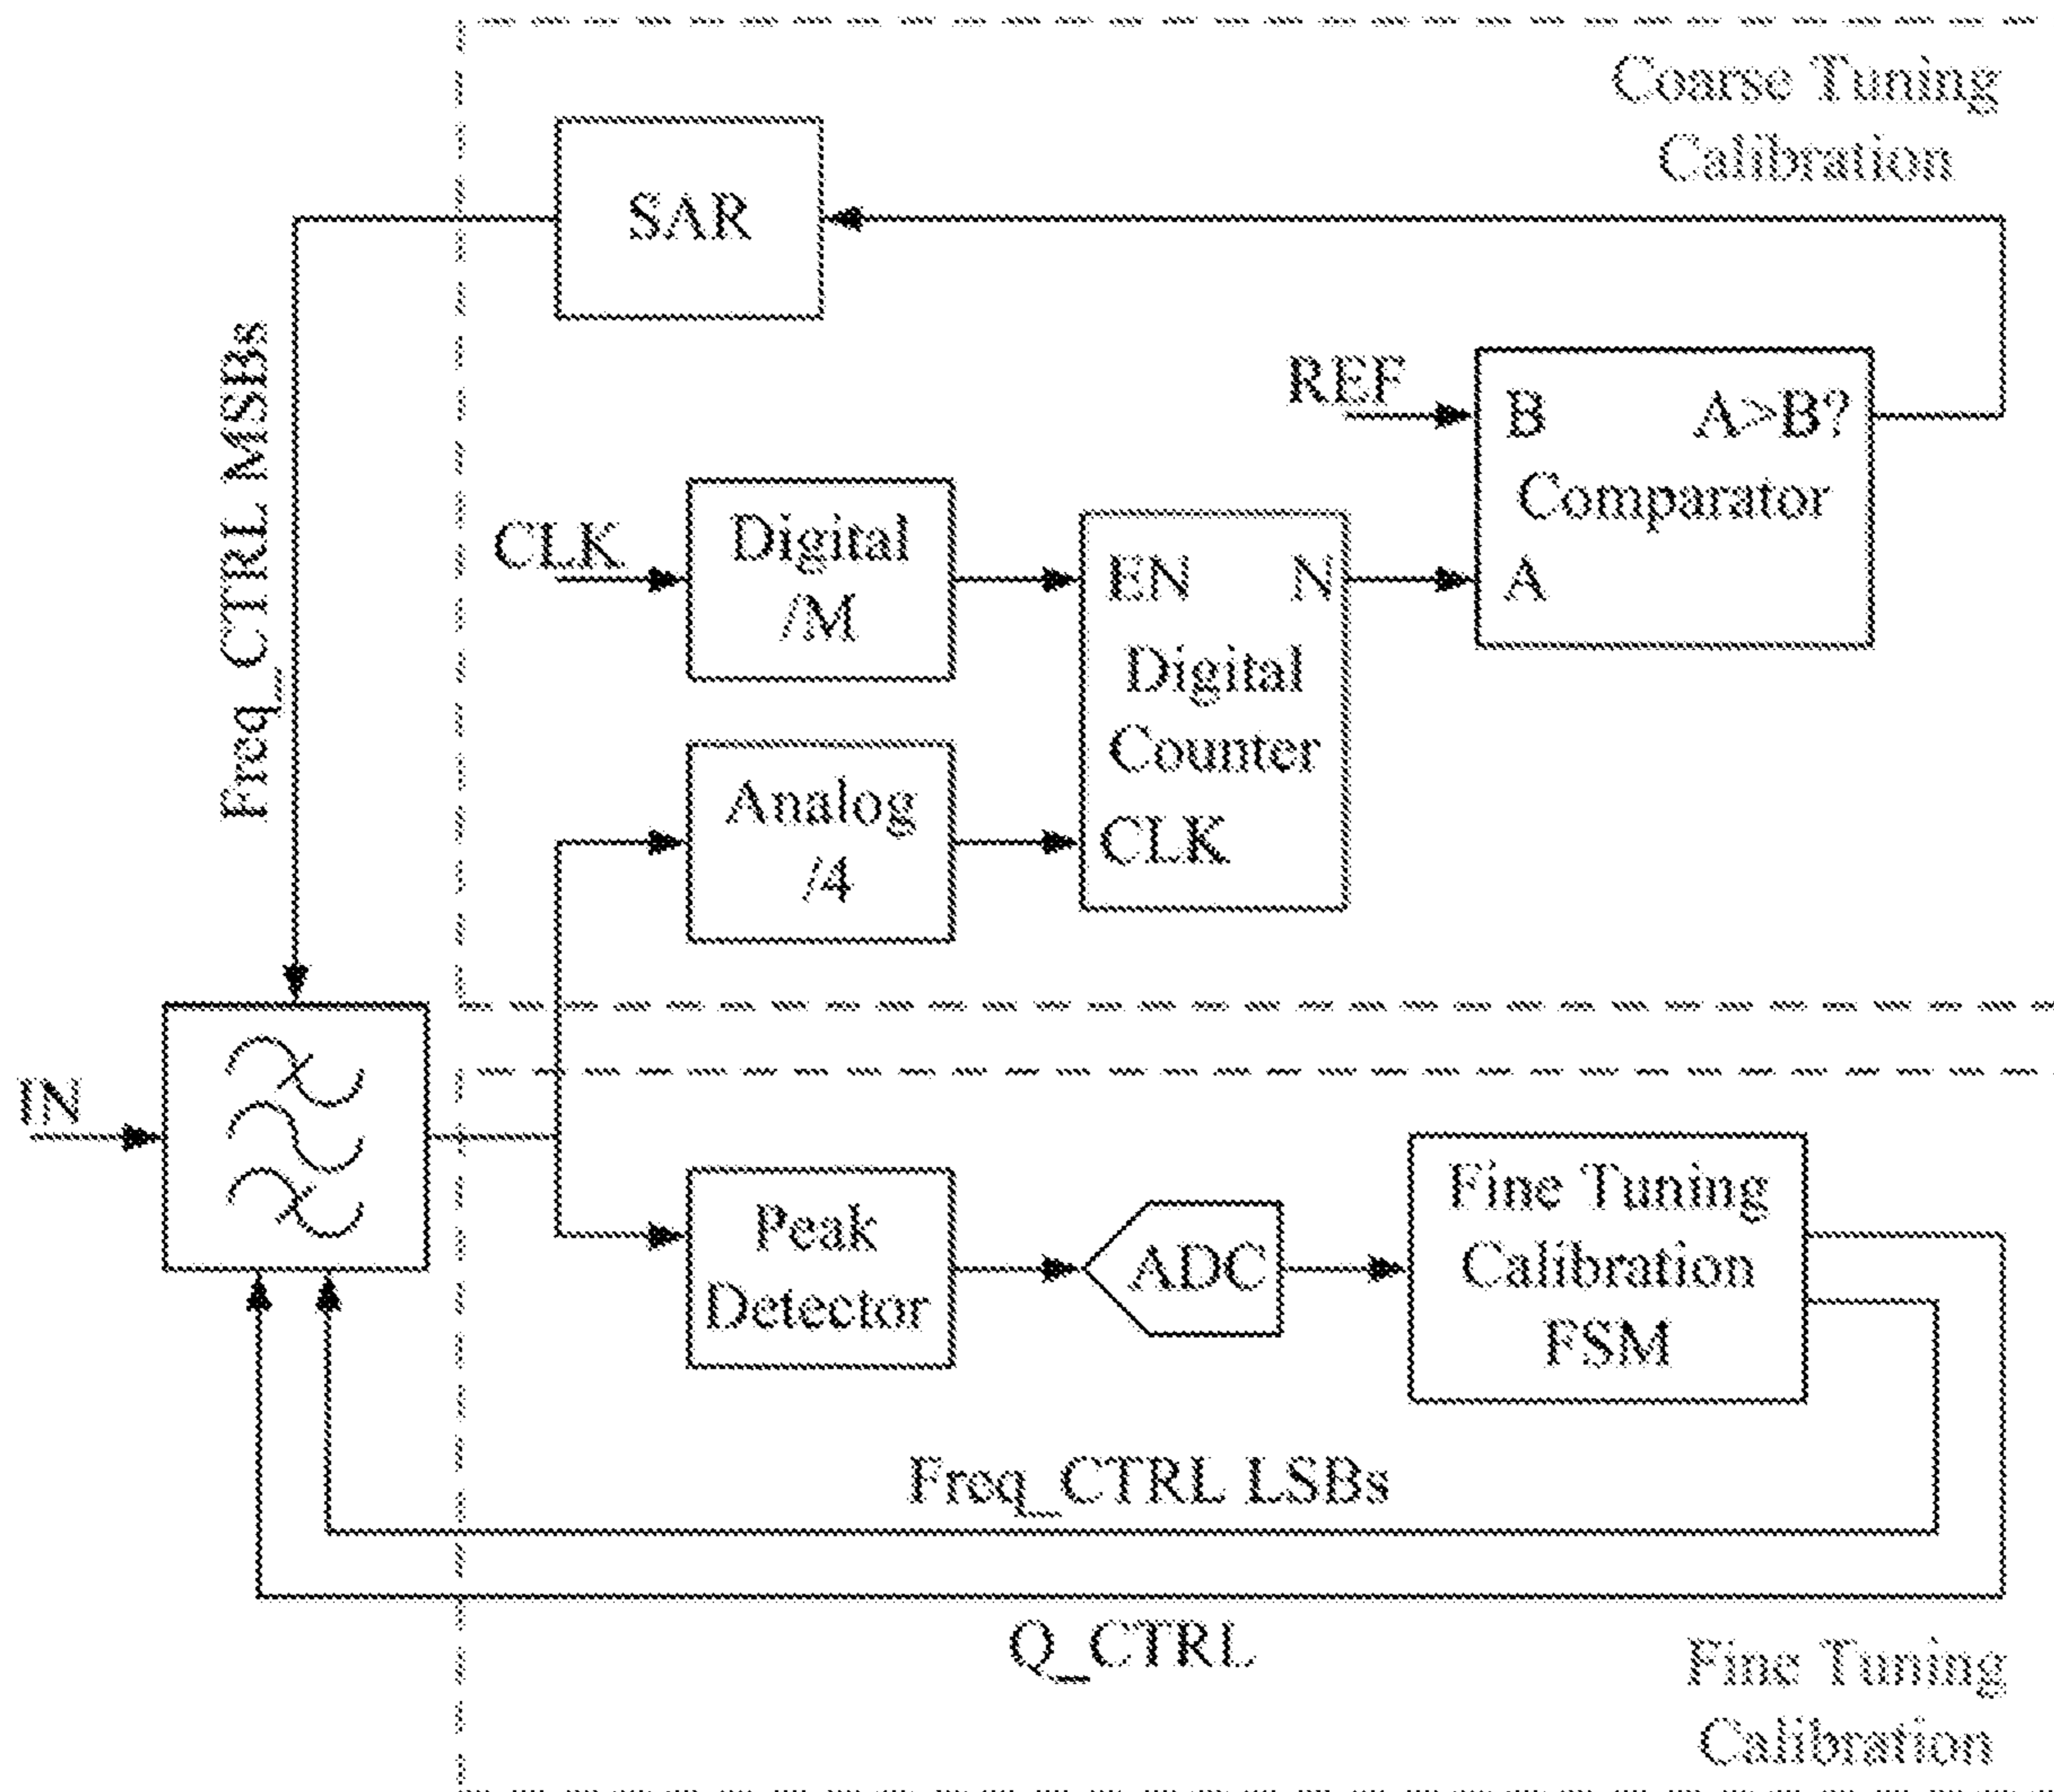 Coarse Tuning
Calibration
SAR
Freq_CTRL MSBs
REF
B A>B?
Comparator
A
CLK
Digital
/M
EN N
Digital
Counter
CLK
Analog
/4
IN
Peak
Detector
ADC
Fine Tuning
Calibration
FSM
Freq_CTRL LSBs
Q_CTRL
Fine Tuning
Calibration